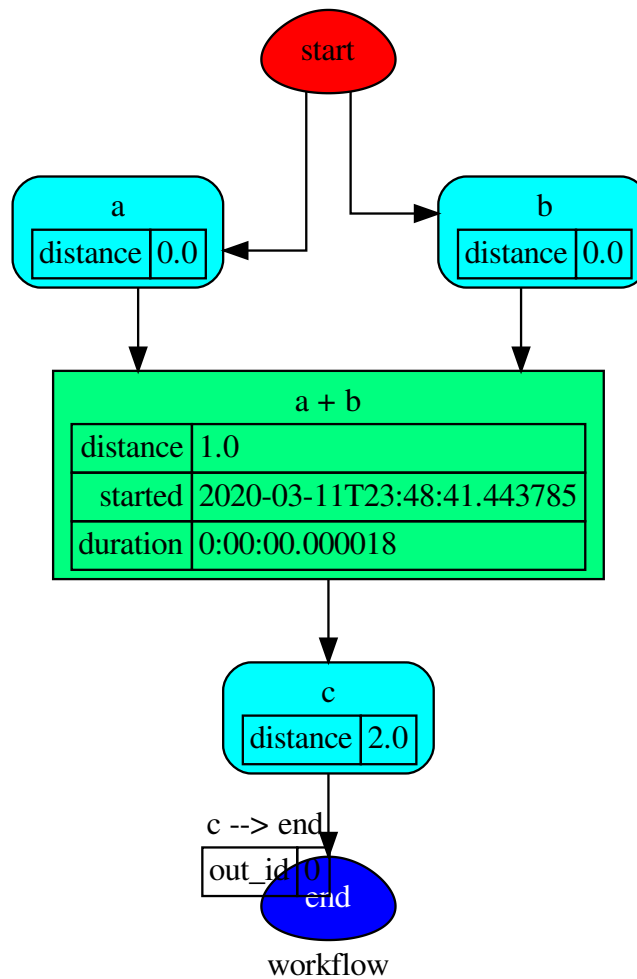 start
a
distance 0.0
b
distance 0.0
a + b
distance 1.0
started 2020-03-11T23:48:41.443785
duration 0:00:00.000018
c
distance 2.0
c --> end
out_id 0
end
workflow